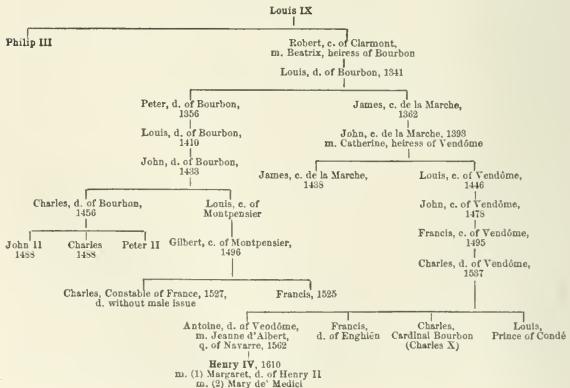 Louis IX
Philip III
Robert, c. of Clarmont,
m. Beatrix, heiress of Bourbon
Louis, d. of Bourbon, 1341
Peter, d. of Bourbon,
1356
James, c. de la Marche,
1362
Louis, d. of Bourbon,
1410
John, c. de la Marche, 1393
m. Catherine, heiress of Vendôme
John, d. of Bourbon,
1433
James, c. de la Marche,
1438
Louis, c. of Vendôme,
1446
Charles, d. of Bourbon,
1456
Louis, c. of
Montpensier
John, c. of Vendôme,
1478
John II
1488
Charles
1488
Peter II
Gilbert, c. of Montpensier,
1496
Francis, c. of Vendôme,
1495
Charles, d. of Vendôme,
1537
Charles, Constable of France, 1527,
d. without male issue
Francis, 1525
Antoine, d. of Vendôme,
m. Jeanne d'Albert,
q. of Navarre, 1562
Francis,
d. of Enghién
Charles,
Cardinal Bourbon
(Charles X)
Louis,
Prince of Condé
Henry IV, 1610
m. (1) Margaret, d. of Henry II
m. (2) Mary de' Medici